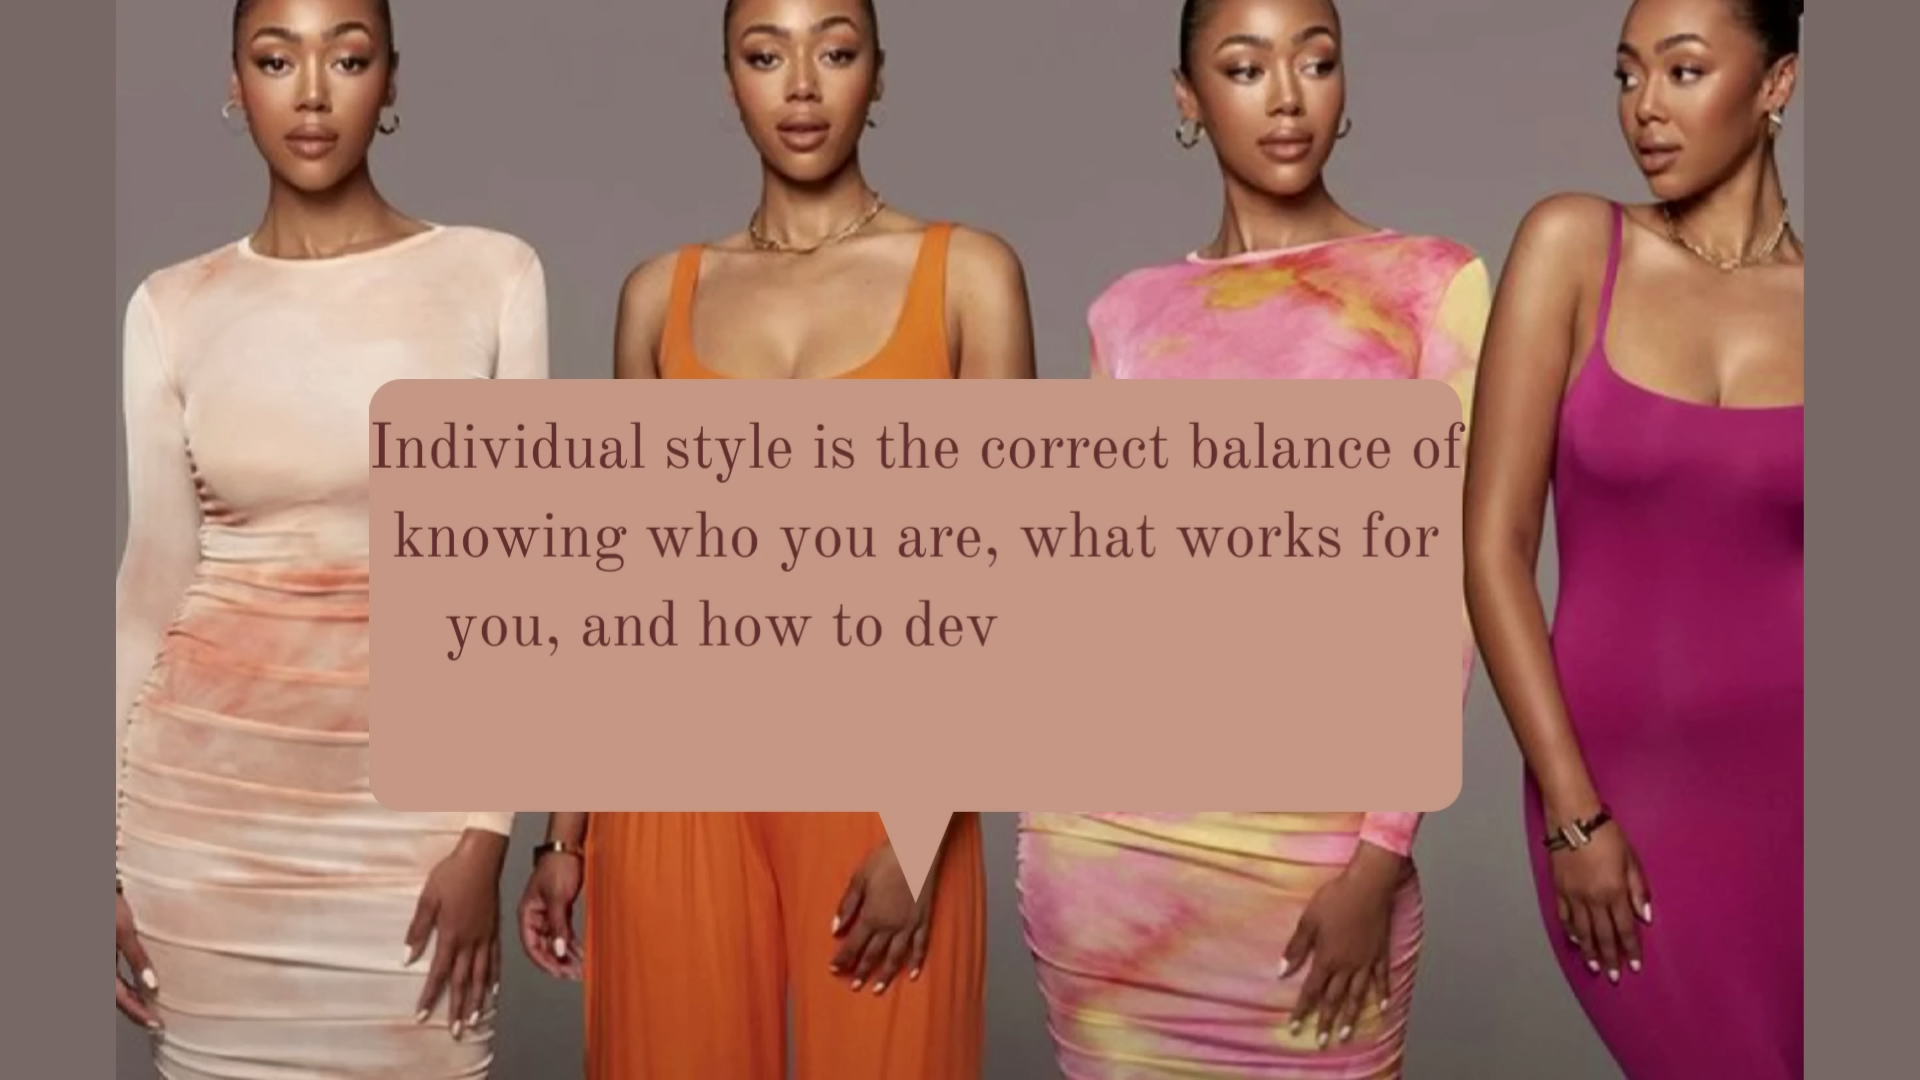 Individual style is the correct balance of
knowing who you are, what works for
you, and how to dev